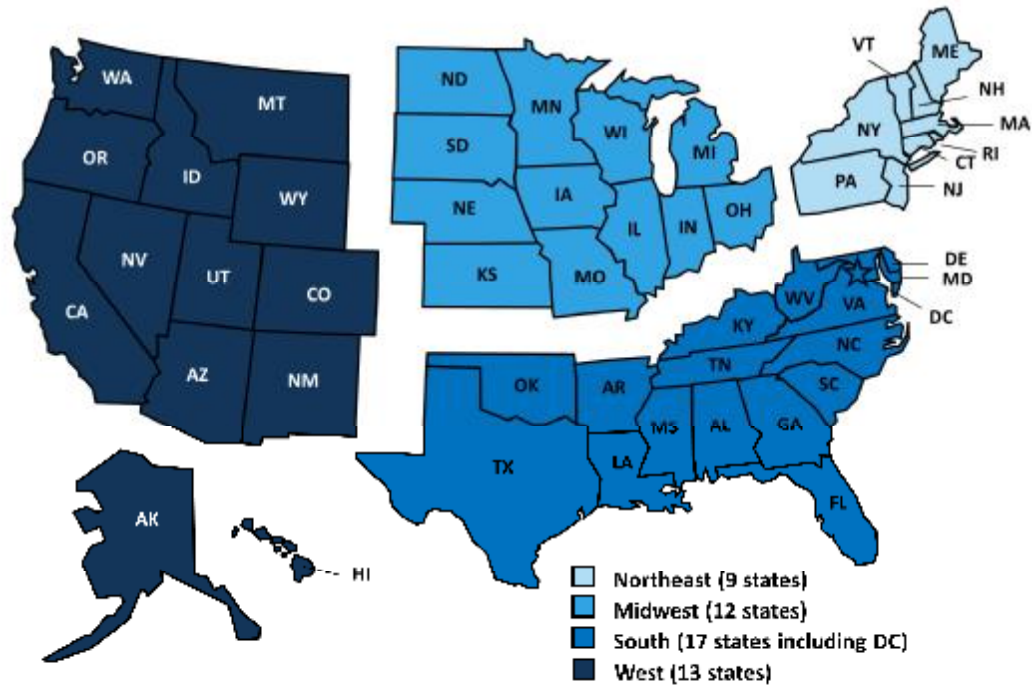 WA
MT
OR
ID
WY
NV
UT
CO
CA
AZ
NM
AK
HI
ND
MN
SD
WI
MI
NE
IA
IL
IN
OH
KS
MO
VT
ME
NH
NY
MA
RI
CT
PA
NJ
DE
MD
WV
VA
DC
KY
NC
TN
OK
AR
SC
MS
AL
GA
TX
LA
FL
Northeast (9 states)
Midwest (12 states)
South (17 states including DC)
West (13 states)